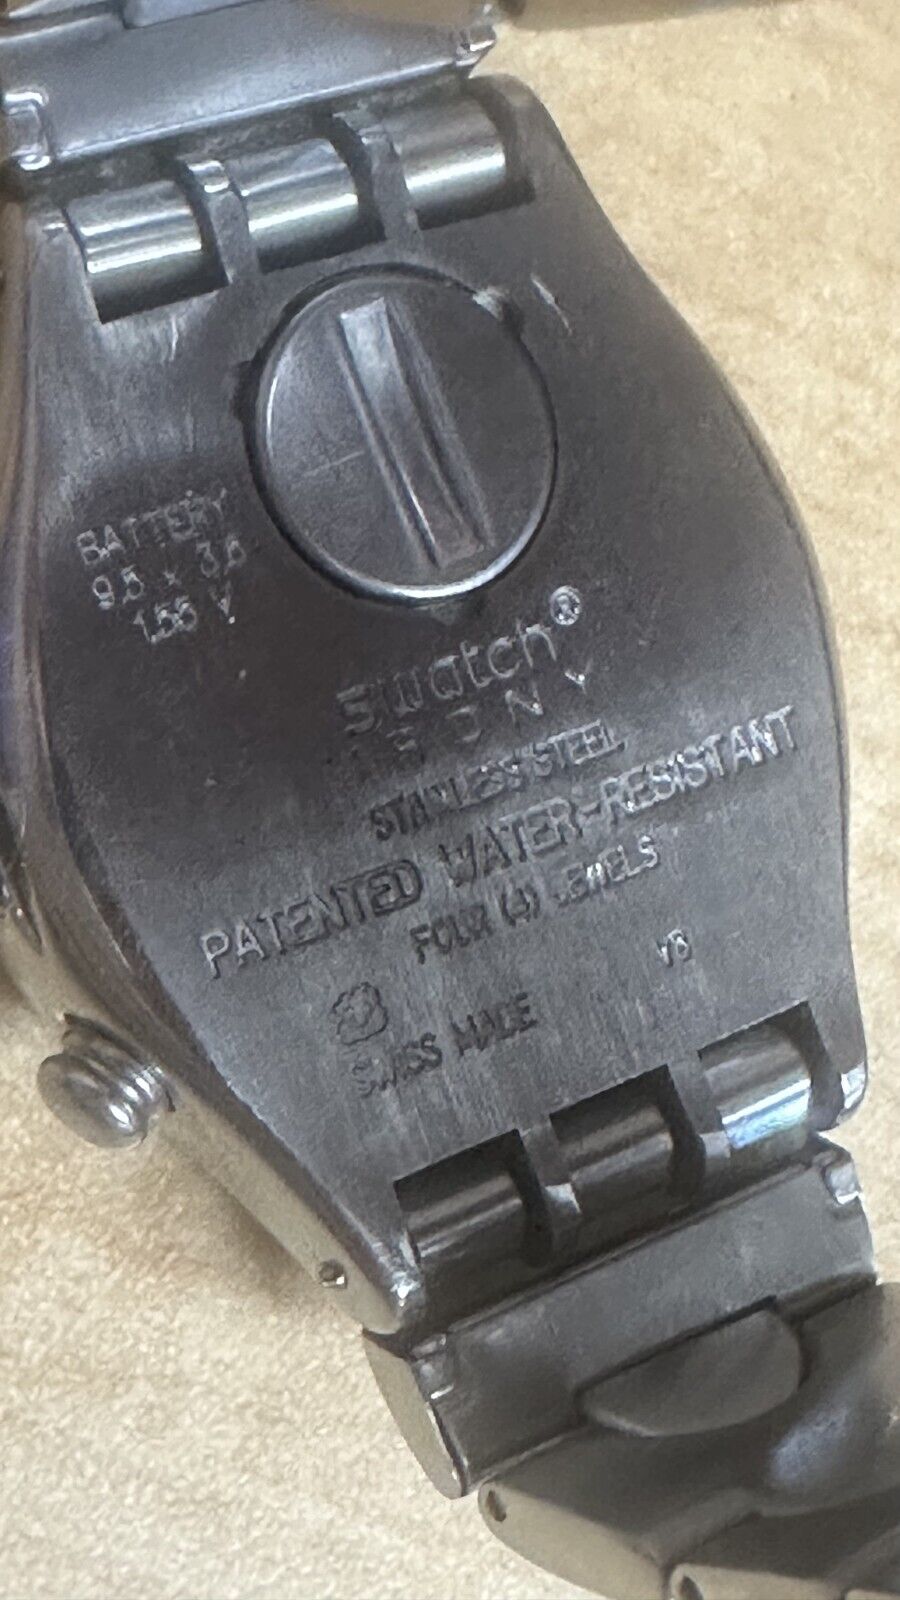 BATTERY
9.5 x 3.6
1.55 V
swatch®
IRONY
STAINLESS STEEL
PATENTED WATER-RESISTANT
FOUR (4) JEWELS
V8
SWISS MADE